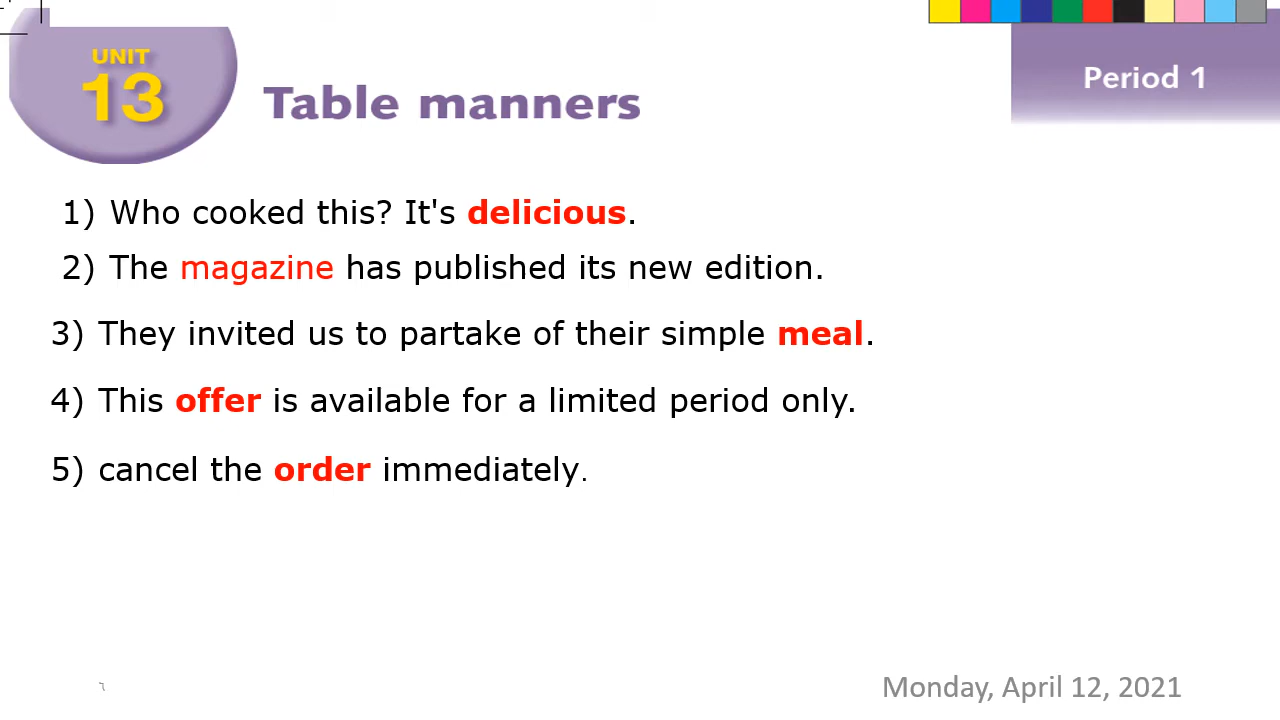 UNIT
13
Table manners
Period 1
1) Who cooked this? It's delicious.
2) The magazine has published its new edition.
3) They invited us to partake of their simple meal.
4) This offer is available for a limited period only.
5) cancel the order immediately.
٦
Monday, April 12, 2021